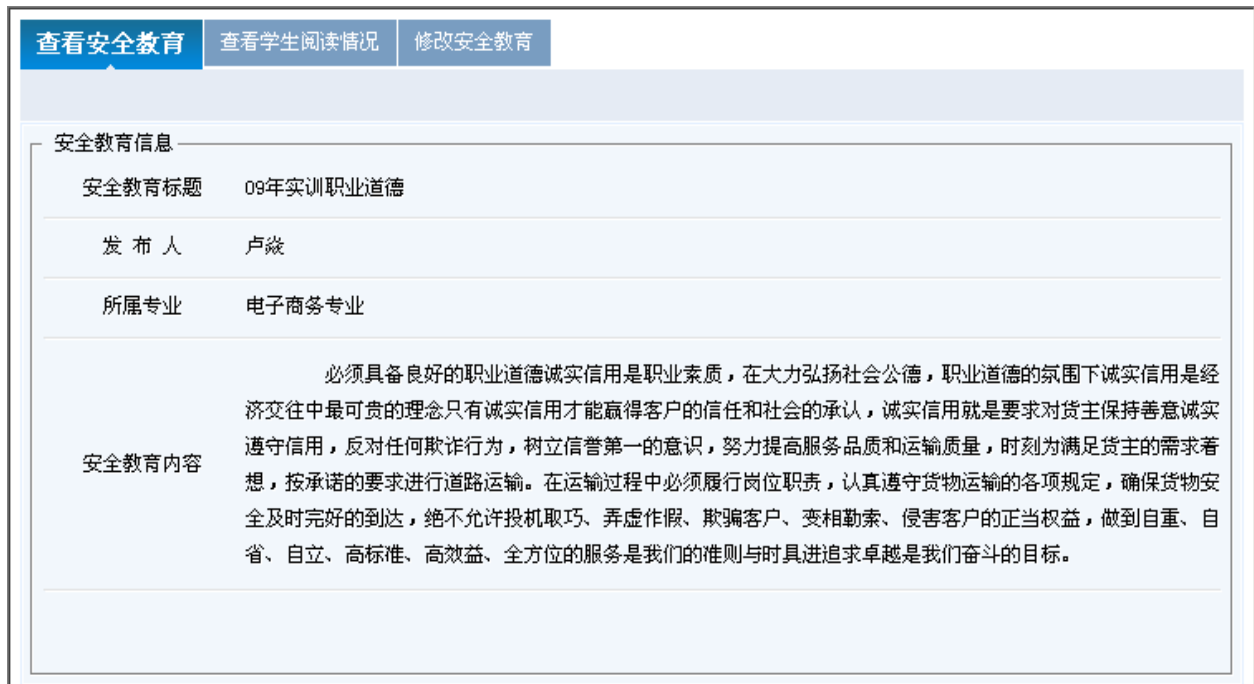 查看安全教育 查看学生阅读情况 修改安全教育
安全教育信息
安全教育标题 09年实训职业道德
发 布 人 卢焱
所属专业 电子商务专业
必须具备良好的职业道德诚实信用是职业素质，在大力弘扬社会公德，职业道德的氛围下诚实信用是经
济交往中最可贵的理念只有诚实信用才能赢得客户的信任和社会的承认，诚实信用就是要求对货主保持善意诚实
遵守信用，反对任何欺诈行为，树立信誉第一的意识，努力提高服务品质和运输质量，时刻为满足货主的需求着
安全教育内容
想，按承诺的要求进行道路运输。在运输过程中必须履行岗位职责，认真遵守货物运输的各项规定，确保货物安
全及时完好的到达，绝不允许投机取巧、弄虚作假、欺骗客户、变相勒索、侵害客户的正当权益，做到自重、自
省、自立、高标准、高效益、全方位的服务是我们的准则与时具进追求卓越是我们奋斗的目标。